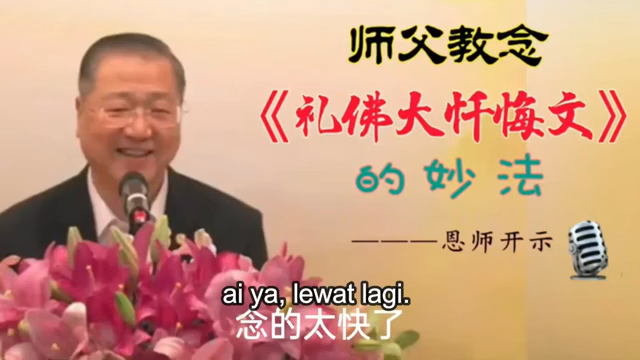 师父教念
《礼佛大忏悔文》
的妙法
———恩师开示
ai ya, lewat lagi.
念的太快了